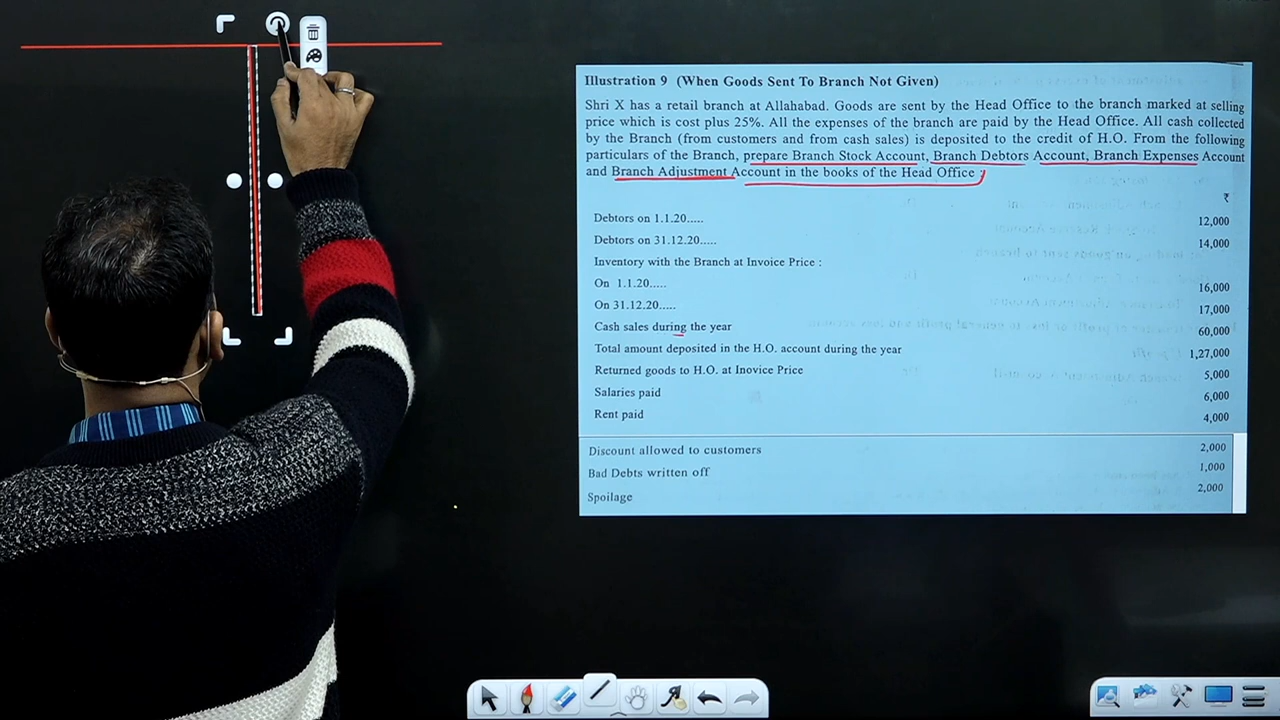 Illustration 9 (When Goods Sent To Branch Not Given)
Shri X has a retail branch at Allahabad. Goods are sent by the Head Office to the branch marked at selling
price which is cost plus 25%. All the expenses of the branch are paid by the Head Office. All cash collected
by the Branch (from customers and from cash sales) is deposited to the credit of H.O. From the following
particulars of the Branch, prepare Branch Stock Account, Branch Debtors Account, Branch Expenses Account
and Branch Adjustment Account in the books of the Head Office :
₹
Debtors on 1.1.20..... 12,000
Debtors on 31.12.20..... 14,000
Inventory with the Branch at Invoice Price :
On 1.1.20..... 16,000
On 31.12.20..... 17,000
Cash sales during the year 60,000
Total amount deposited in the H.O. account during the year 1,27,000
Returned goods to H.O. at Inovice Price 5,000
Salaries paid 6,000
Rent paid 4,000
Discount allowed to customers 2,000
Bad Debts written off 1,000
Spoilage 2,000